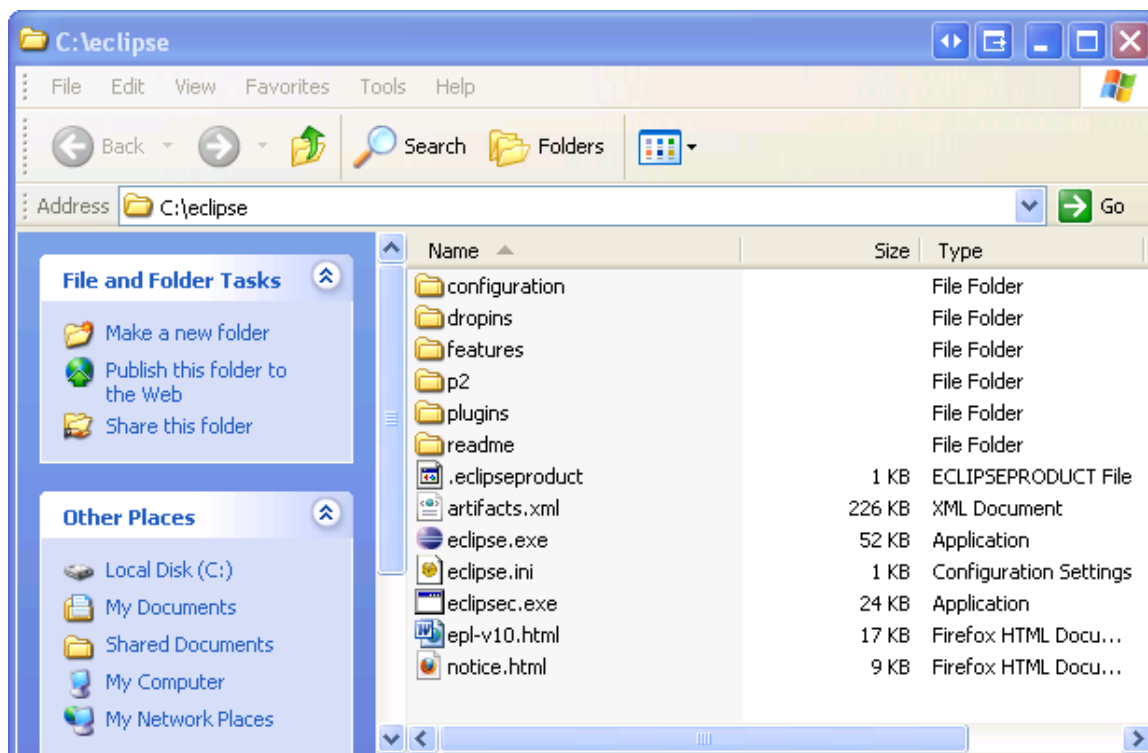 C:\eclipse
File Edit View Favorites Tools Help
Back Search Folders
Address C:\eclipse Go
File and Folder Tasks
Make a new folder
Publish this folder to
the Web
Share this folder
Other Places
Local Disk (C:)
My Documents
Shared Documents
My Computer
My Network Places
Name Size Type
configuration File Folder
dropins File Folder
features File Folder
p2 File Folder
plugins File Folder
readme File Folder
.eclipseproduct 1 KB ECLIPSEPRODUCT File
artifacts.xml 226 KB XML Document
eclipse.exe 52 KB Application
eclipse.ini 1 KB Configuration Settings
eclipsec.exe 24 KB Application
epl-v10.html 17 KB Firefox HTML Docu...
notice.html 9 KB Firefox HTML Docu...